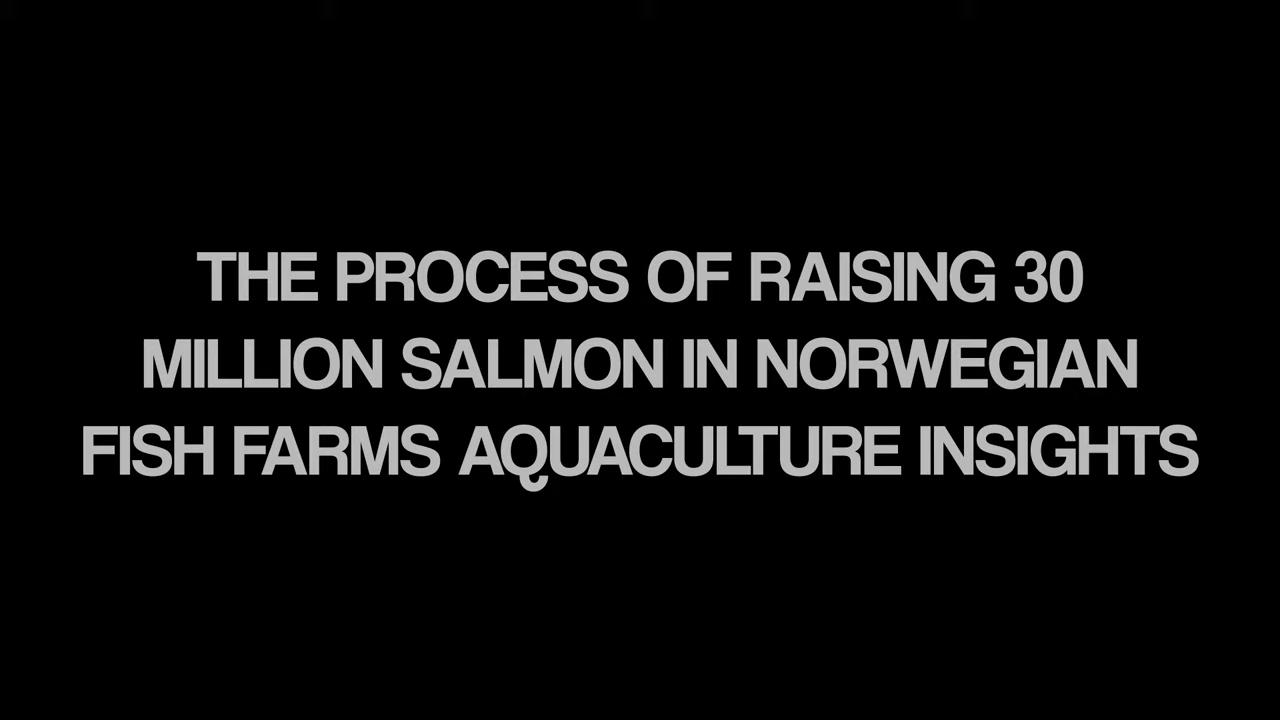 THE PROCESS OF RAISING 30
MILLION SALMON IN NORWEGIAN
FISH FARMS AQUACULTURE INSIGHTS